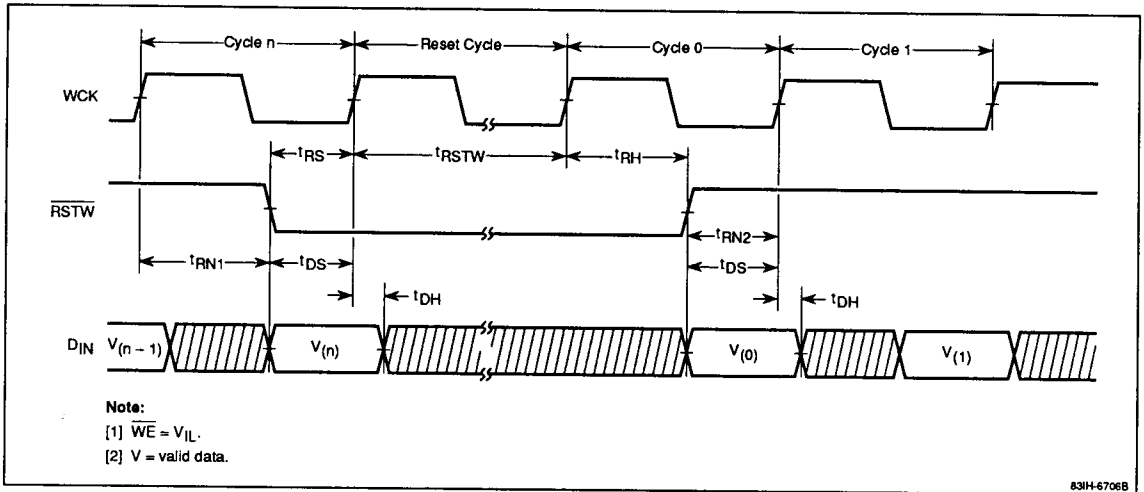 Cycle n Reset Cycle Cycle 0 Cycle 1
WCK
tRS tRSTW tRH
RSTW
tRN2
tRN1 tDS tDS
tDH tDH
DIN V(n – 1) V(n) V(0) V(1)
Note:
[1] WE = VIL.
[2] V = valid data.
83IH-6706B